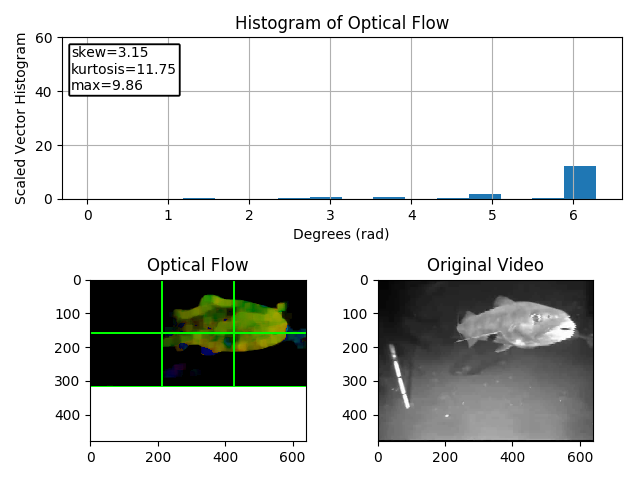 Histogram of Optical Flow
Scaled Vector Histogram
60
40
20
0
skew=3.15
kurtosis=11.75
max=9.86
0 1 2 3 4 5 6
Degrees (rad)
Optical Flow
0
100
200
300
400
0 200 400 600
Original Video
0
100
200
300
400
0 200 400 600